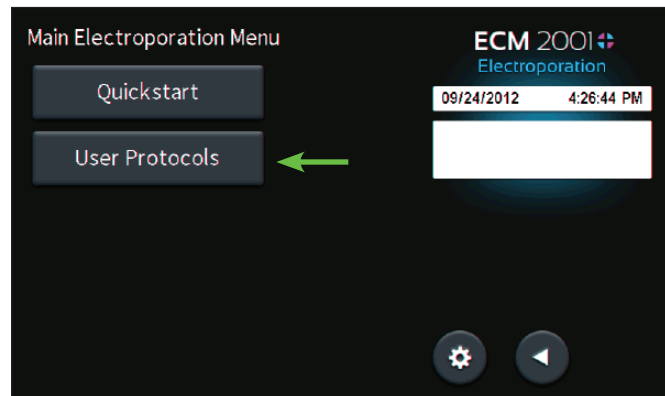 Main Electroporation Menu
Quickstart
User Protocols
ECM 2001
Electroporation
09/24/2012 4:26:44 PM